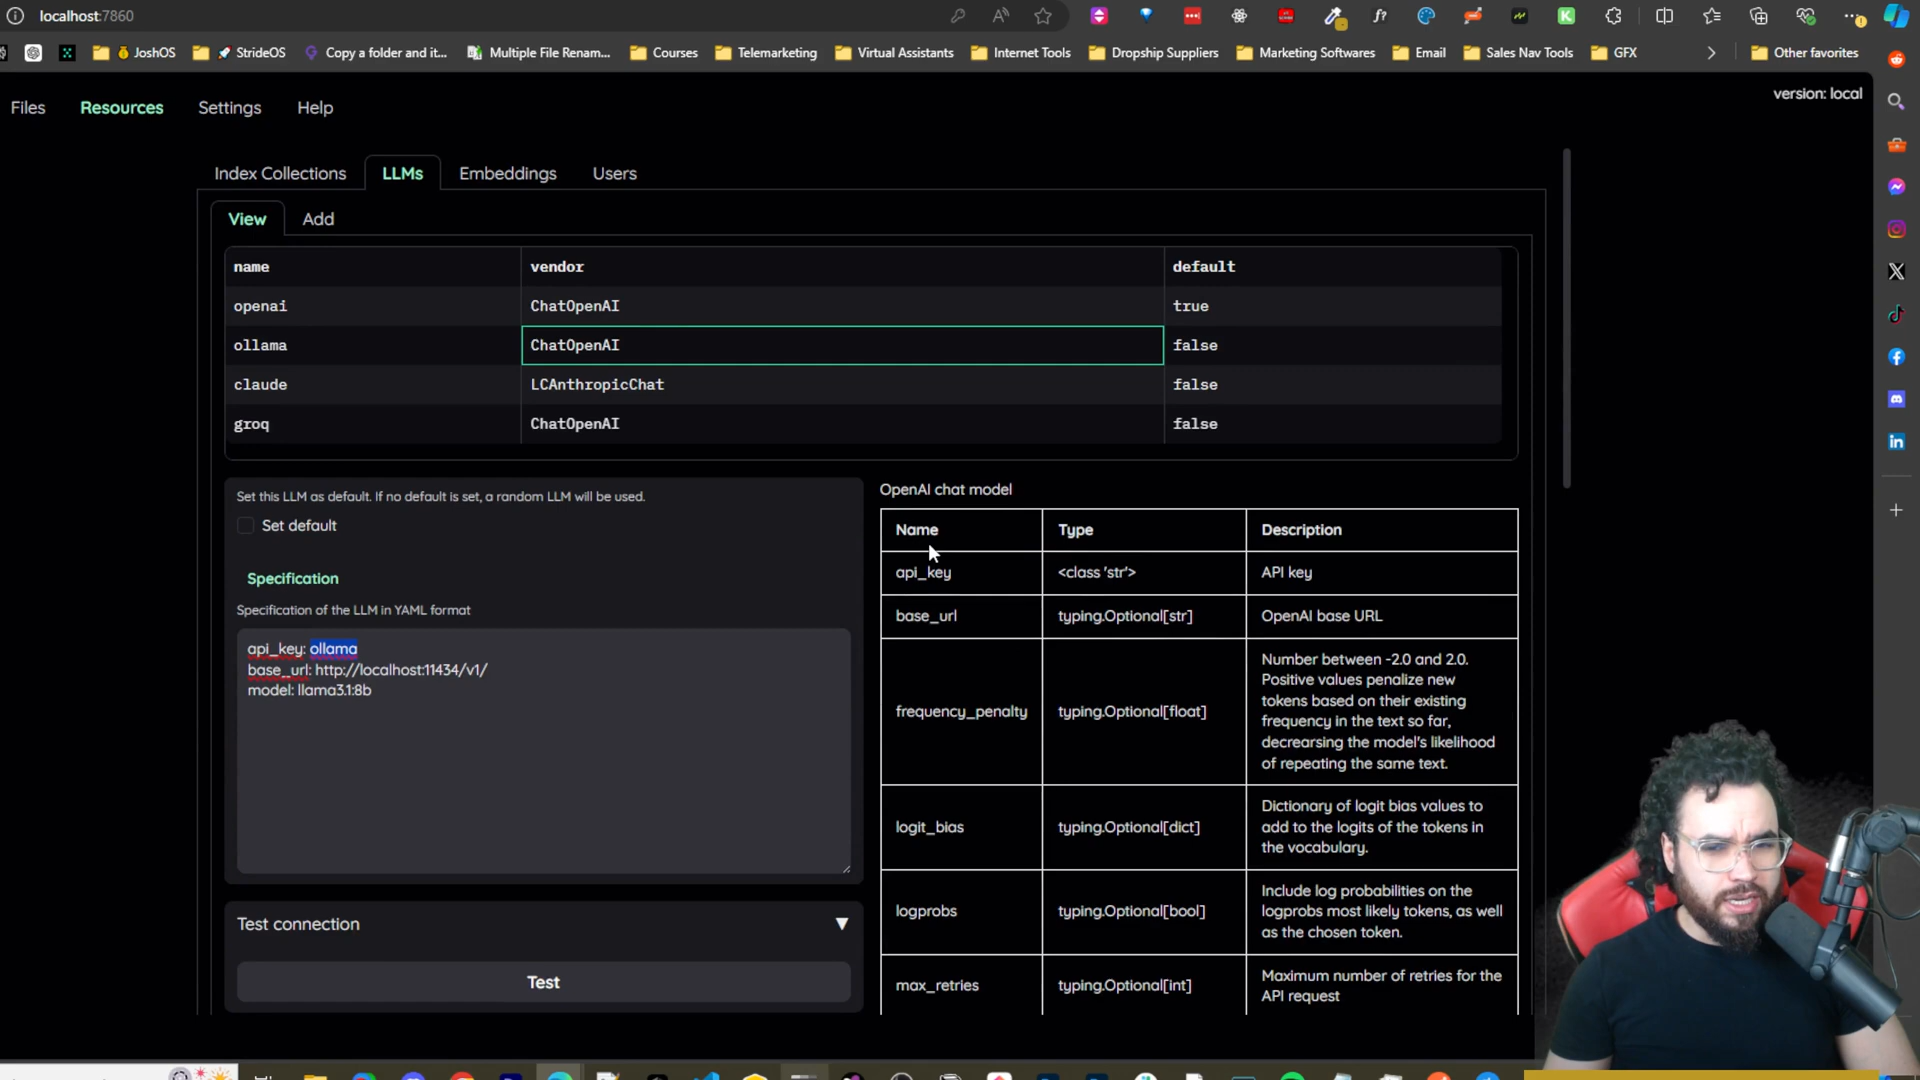 localhost:7860
JoshOS
StrideOS
Copy a folder and it...
Multiple File Renam...
Courses
Telemarketing
Virtual Assistants
Internet Tools
Dropship Suppliers
Marketing Softwares
Email
Sales Nav Tools
GFX
Other favorites
Files
Resources
Settings
Help
version: local
Index Collections
LLMs
Embeddings
Users
View
Add
name vendor default
openai ChatOpenAI true
ollama ChatOpenAI false
claude LCAnthropicChat false
groq ChatOpenAI false
Set this LLM as default. If no default is set, a random LLM will be used.
Set default
Specification
Specification of the LLM in YAML format
api_key: ollama
base_url: http://localhost:11434/v1/
model: llama3.1:8b
Test connection
Test
OpenAI chat model
Name Type Description
api_key <class 'str'> API key
base_url typing.Optional[str] OpenAI base URL
frequency_penalty typing.Optional[float]
Number between -2.0 and 2.0.
Positive values penalize new
tokens based on their existing
frequency in the text so far,
decrearsing the model's likelihood
of repeating the same text.
logit_bias typing.Optional[dict]
Dictionary of logit bias values to
add to the logits of the tokens in
the vocabulary.
logprobs typing.Optional[bool]
Include log probabilities on the
logprobs most likely tokens, as well
as the chosen token.
max_retries typing.Optional[int]
Maximum number of retries for the
API request